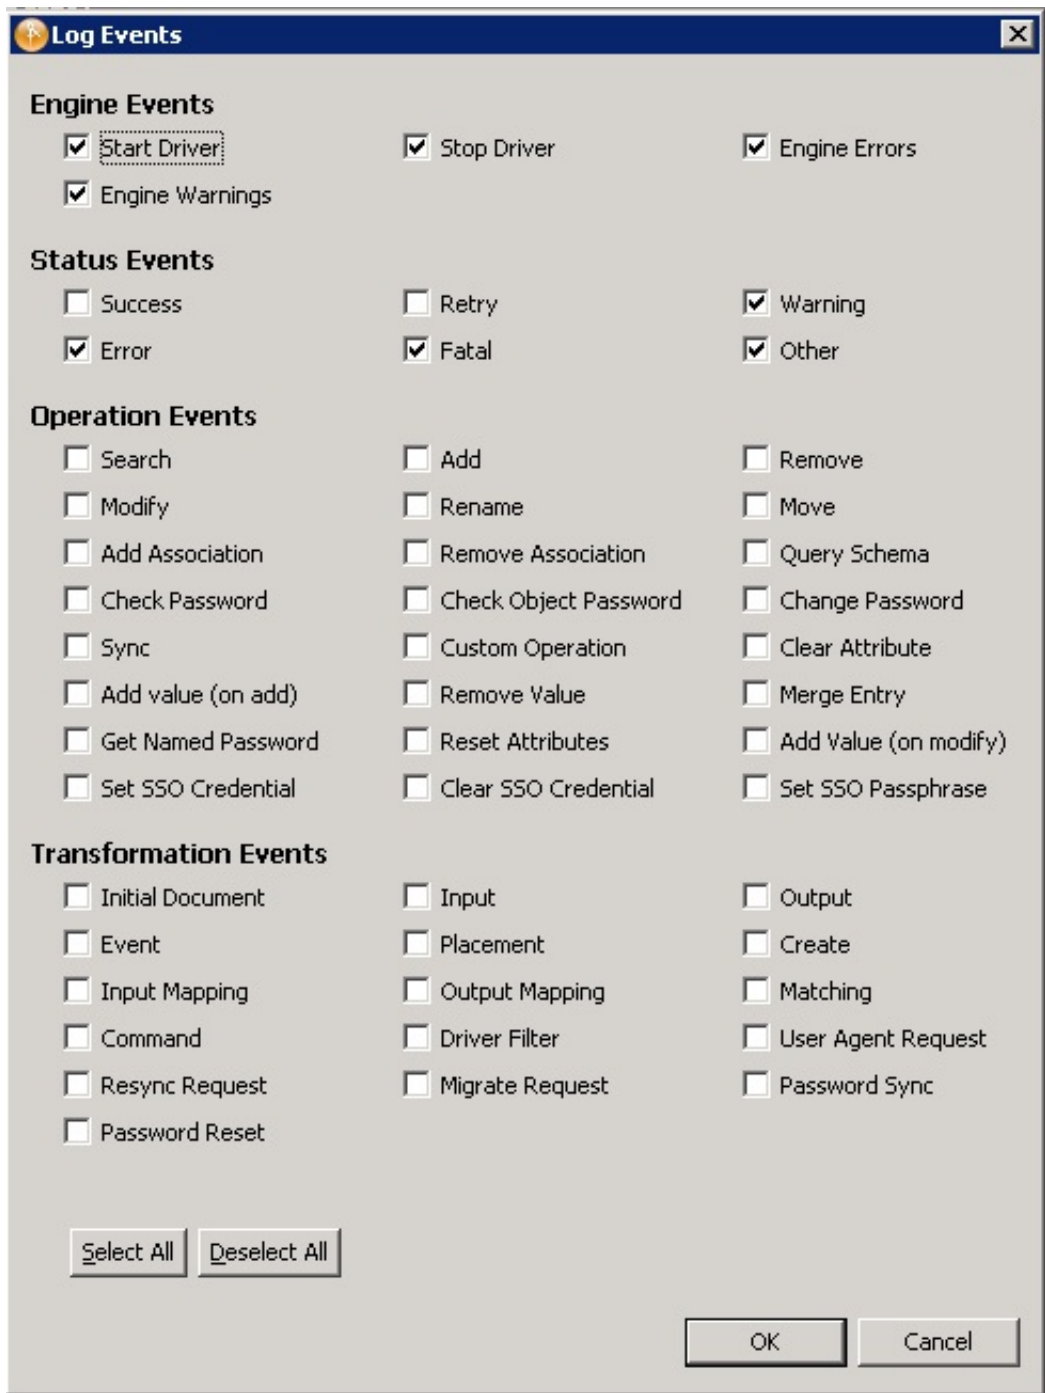 Log Events
Engine Events
Start Driver Stop Driver Engine Errors
Engine Warnings
Status Events
Success Retry Warning
Error Fatal Other
Operation Events
Search Add Remove
Modify Rename Move
Add Association Remove Association Query Schema
Check Password Check Object Password Change Password
Sync Custom Operation Clear Attribute
Add value (on add) Remove Value Merge Entry
Get Named Password Reset Attributes Add Value (on modify)
Set SSO Credential Clear SSO Credential Set SSO Passphrase
Transformation Events
Initial Document Input Output
Event Placement Create
Input Mapping Output Mapping Matching
Command Driver Filter User Agent Request
Resync Request Migrate Request Password Sync
Password Reset
Select All Deselect All
OK Cancel